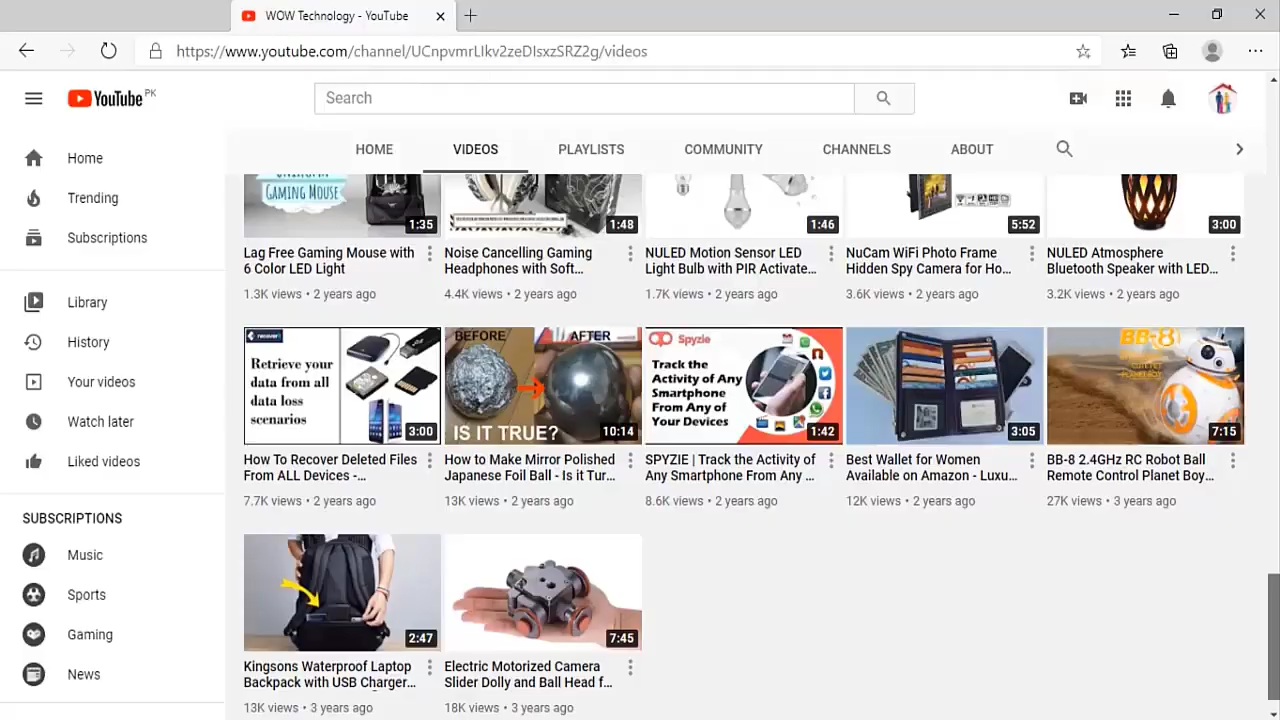 WOW Technology - YouTube
https://www.youtube.com/channel/UCnpvmrLIkv2zeDIsxzSRZ2g/videos
YouTube PK
Search
HOME VIDEOS PLAYLISTS COMMUNITY CHANNELS ABOUT
Home
Trending
Subscriptions
Library
History
Your videos
Watch later
Liked videos
SUBSCRIPTIONS
Music
Sports
Gaming
News
GAMING MOUSE
1:35
1:48
1:46
5:52
3:00
Lag Free Gaming Mouse with
6 Color LED Light
1.3K views • 2 years ago
Noise Cancelling Gaming
Headphones with Soft...
4.4K views • 2 years ago
NULED Motion Sensor LED
Light Bulb with PIR Activate...
1.7K views • 2 years ago
NuCam WiFi Photo Frame
Hidden Spy Camera for Ho...
3.6K views • 2 years ago
NULED Atmosphere
Bluetooth Speaker with LED...
3.2K views • 2 years ago
recover
Retrieve your
data from all
data loss
scenarios
3:00
How To Recover Deleted Files
From ALL Devices -...
7.7K views • 2 years ago
BEFORE AFTER
IS IT TRUE?
10:14
How to Make Mirror Polished
Japanese Foil Ball - Is it Tur...
13K views • 2 years ago
Spyzie
Track the
Activity of Any
Smartphone
From Any of
Your Devices
1:42
SPYZIE | Track the Activity of
Any Smartphone From Any ...
8.6K views • 2 years ago
3:05
Best Wallet for Women
Available on Amazon - Luxu...
12K views • 2 years ago
BB-8
7:15
BB-8 2.4GHz RC Robot Ball
Remote Control Planet Boy...
27K views • 3 years ago
2:47
Kingsons Waterproof Laptop
Backpack with USB Charger...
13K views • 3 years ago
7:45
Electric Motorized Camera
Slider Dolly and Ball Head f...
18K views • 3 years ago